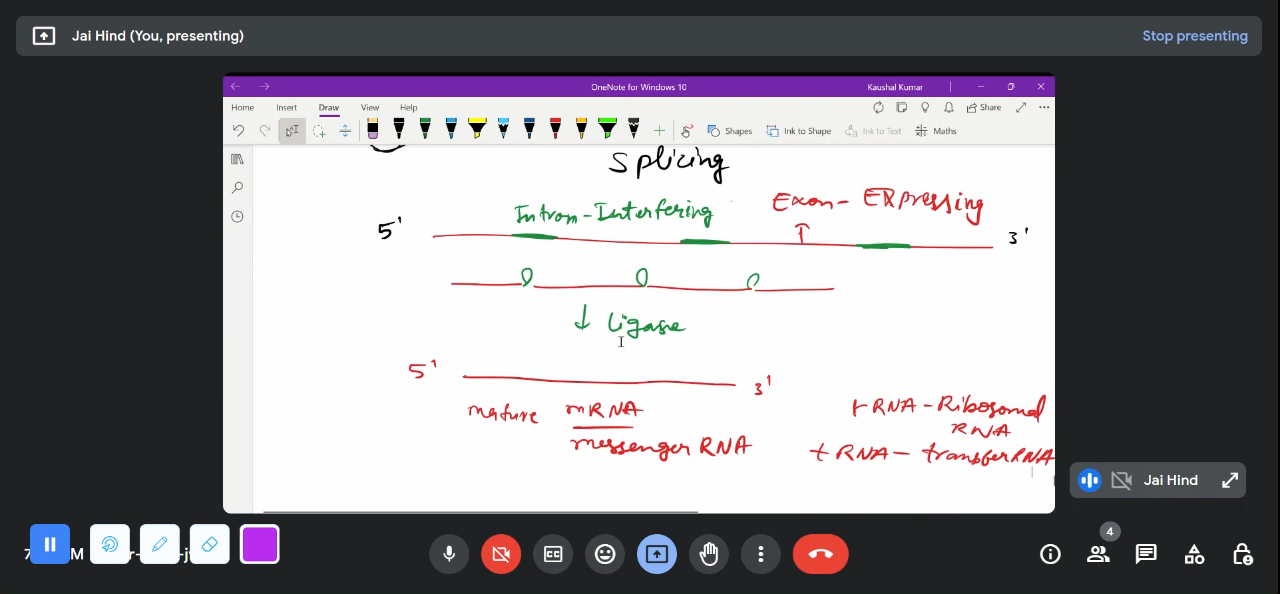 Jai Hind (You, presenting)
Stop presenting
OneNote for Windows 10
Kaushal Kumar
Home Insert Draw View Help
Share
Shapes Ink to Shape Ink to Text Maths
Splicing
Intron-Interfering
Exon- EXPressing
5' 3'
↓ Ligase
5' 3'
mature mRNA
messenger RNA
rRNA-Ribosomal
RNA
tRNA- transferRNA
Jai Hind
4